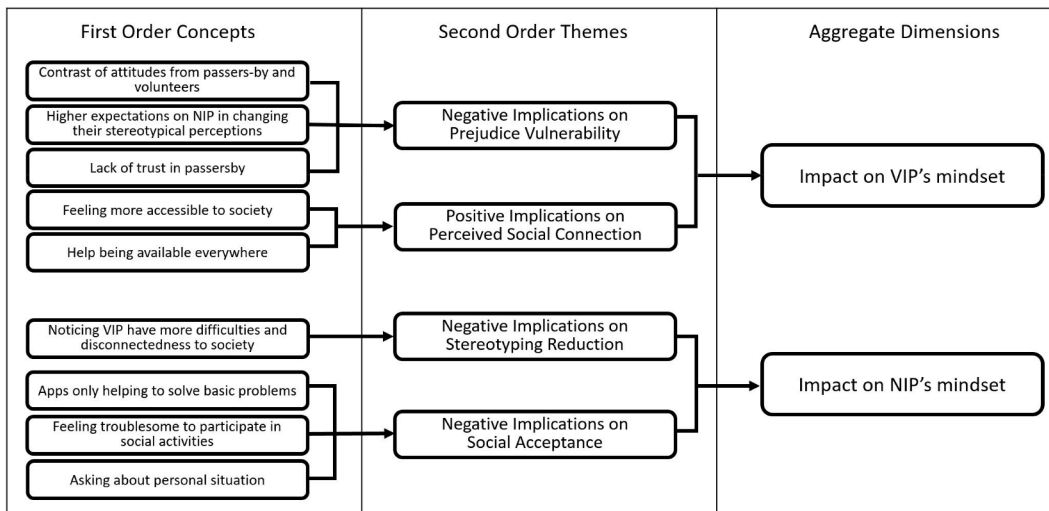 First Order Concepts
Second Order Themes
Aggregate Dimensions
Contrast of attitudes from passers-by and
volunteers
Higher expectations on NIP in changing
their stereotypical perceptions
Lack of trust in passersby
Feeling more accessible to society
Help being available everywhere
Noticing VIP have more difficulties and
disconnectedness to society
Apps only helping to solve basic problems
Feeling troublesome to participate in
social activities
Asking about personal situation
Negative Implications on
Prejudice Vulnerability
Positive Implications on
Perceived Social Connection
Negative Implications on
Stereotyping Reduction
Negative Implications on
Social Acceptance
Impact on VIP’s mindset
Impact on NIP’s mindset